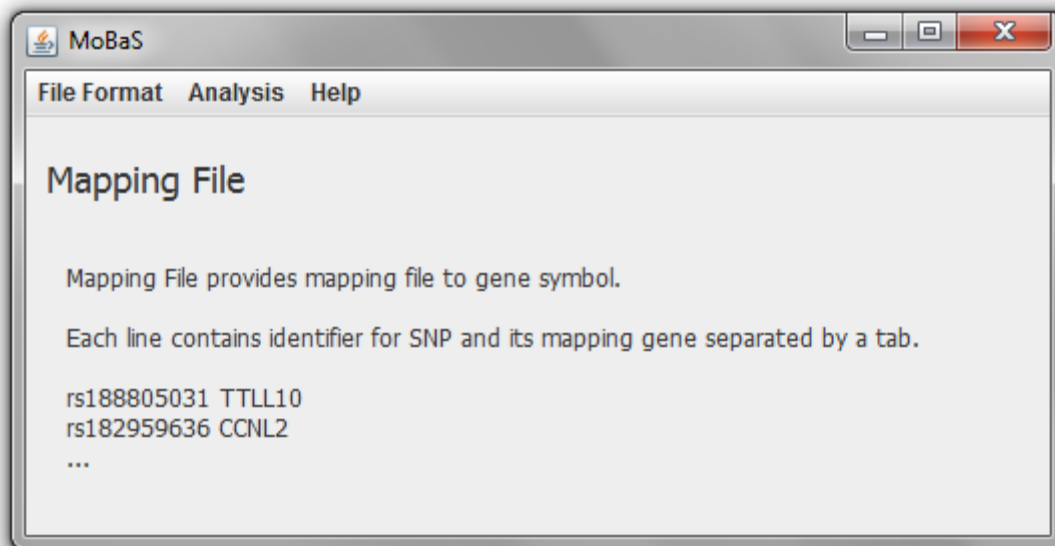 MoBaS
File Format Analysis Help
Mapping File
Mapping File provides mapping file to gene symbol.
Each line contains identifier for SNP and its mapping gene separated by a tab.
rs188805031 TTLL10
rs182959636 CCNL2
...